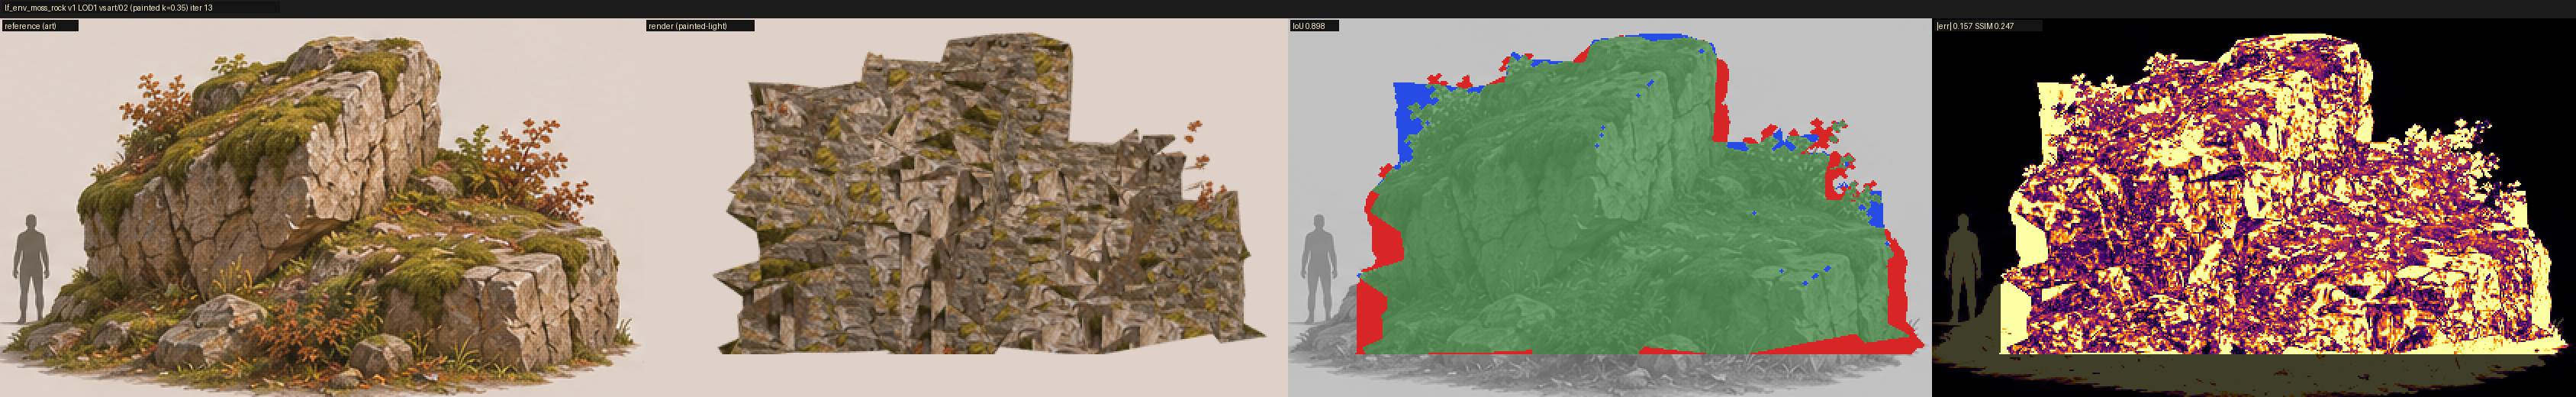 lf_env_moss_rock v1 LOD1 vs art/02 (painted k=0.35) iter 13
reference (art)
render (painted-light)
IoU 0.898
|err| 0.157 SSIM 0.247